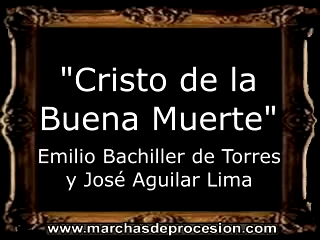 "Cristo de la
Buena Muerte"
Emilio Bachiller de Torres
y José Aguilar Lima
www.marchasdeprocesion.com